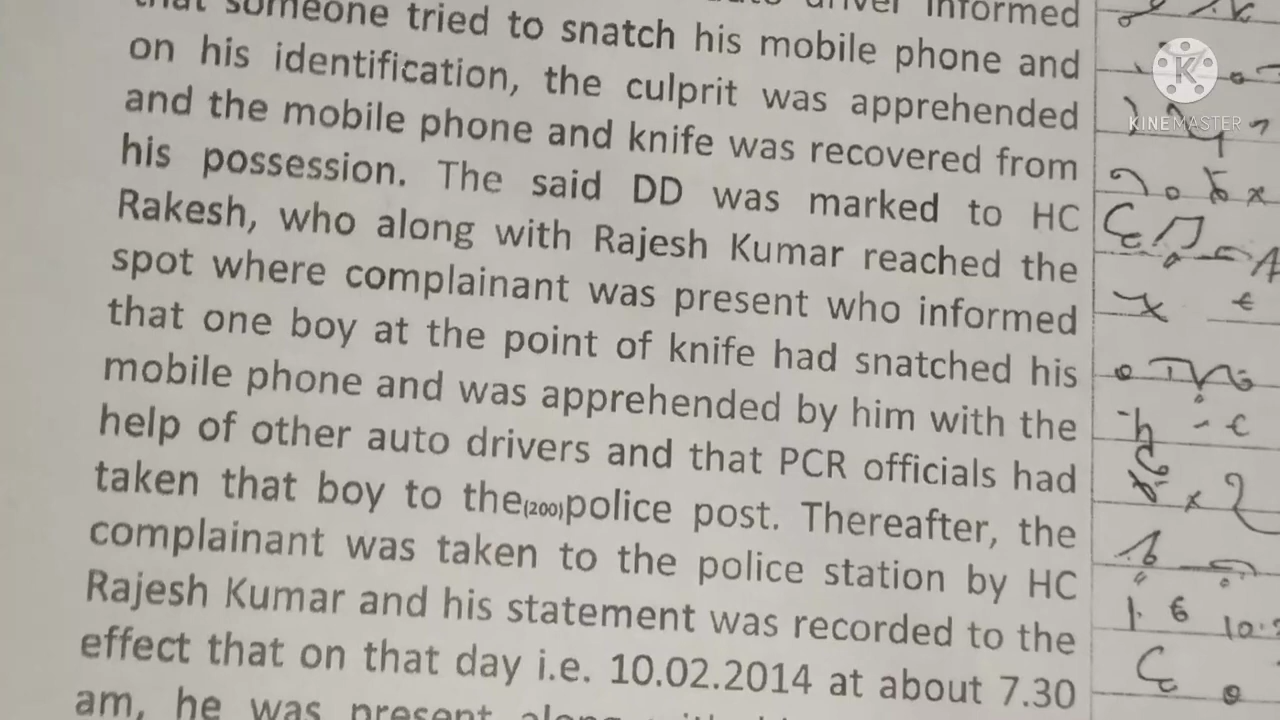 driver informed
that someone tried to snatch his mobile phone and
on his identification, the culprit was apprehended
and the mobile phone and knife was recovered from
his possession. The said DD was marked to HC
Rakesh, who along with Rajesh Kumar reached the
spot where complainant was present who informed
that one boy at the point of knife had snatched his
mobile phone and was apprehended by him with the
help of other auto drivers and that PCR officials had
taken that boy to the(200)police post. Thereafter, the
complainant was taken to the police station by HC
Rajesh Kumar and his statement was recorded to the
effect that on that day i.e. 10.02.2014 at about 7.30
am, he was present along with
K
KINEMASTER